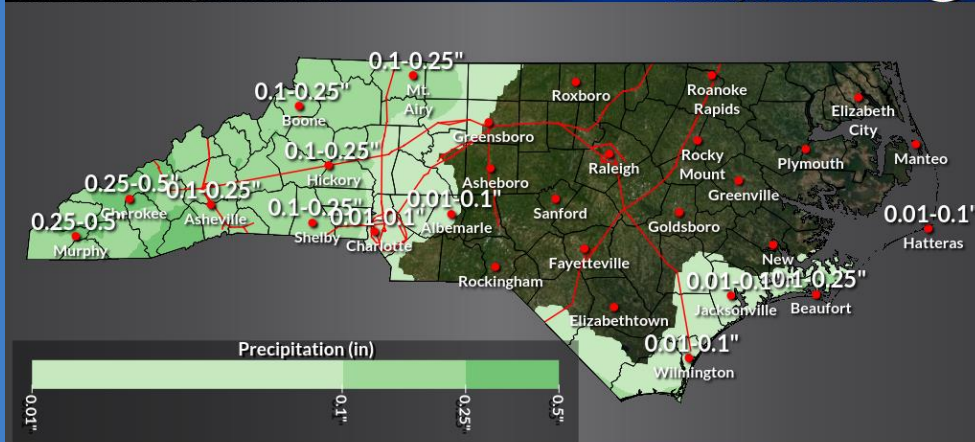 0.1-0.25"
Mt.
Airy
0.1-0.25"
Boone
Roxboro
Roanoke
Rapids
Elizabeth
City
Greensboro
0.1-0.25"
Hickory
Asheboro
Raleigh
Rocky
Mount
Plymouth
Manteo
0.25-0.5"
Cherokee
0.1-0.25"
Asheville
0.1-0.25"
Shelby
0.01-0.1"
Charlotte
0.01-0.1"
Albemarle
Sanford
Greenville
Goldsboro
0.01-0.1"
Hatteras
0.25-0.5"
Murphy
Rockingham
Fayetteville
New
0.01-0.1"
Jacksonville
0.1-0.25"
Beaufort
Elizabethtown
0.01-0.1"
Wilmington
Precipitation (in)
0.01"
0.1"
0.25"
0.5"